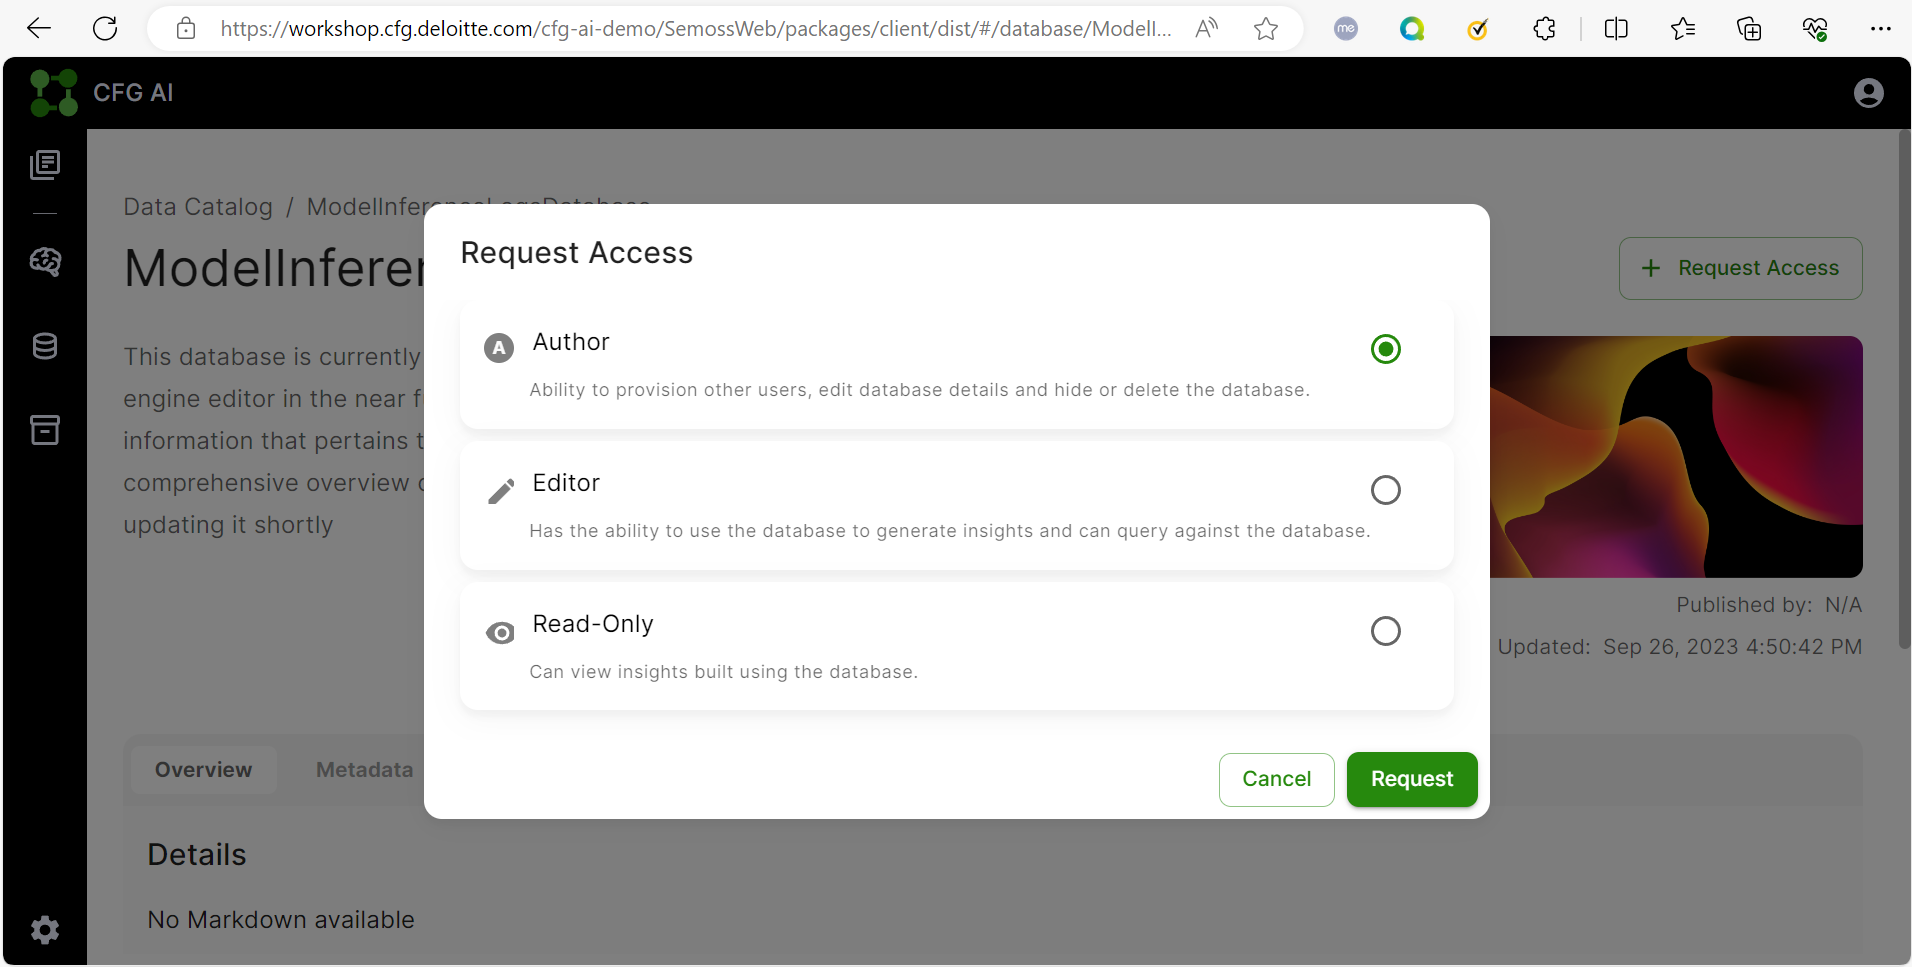 https://workshop.cfg.deloitte.com/cfg-ai-demo/SemossWeb/packages/client/dist/#/database/ModelI...
me
CFG AI
Data Catalog / ModelInferenceLogsDatabase
ModelInferen
+ Request Access
This database is currently
engine editor in the near f
information that pertains t
comprehensive overview o
updating it shortly
Request Access
A Author
Ability to provision other users, edit database details and hide or delete the database.
Editor
Has the ability to use the database to generate insights and can query against the database.
Read-Only
Can view insights built using the database.
Cancel
Request
Published by: N/A
Updated: Sep 26, 2023 4:50:42 PM
Overview
Metadata
Details
No Markdown available